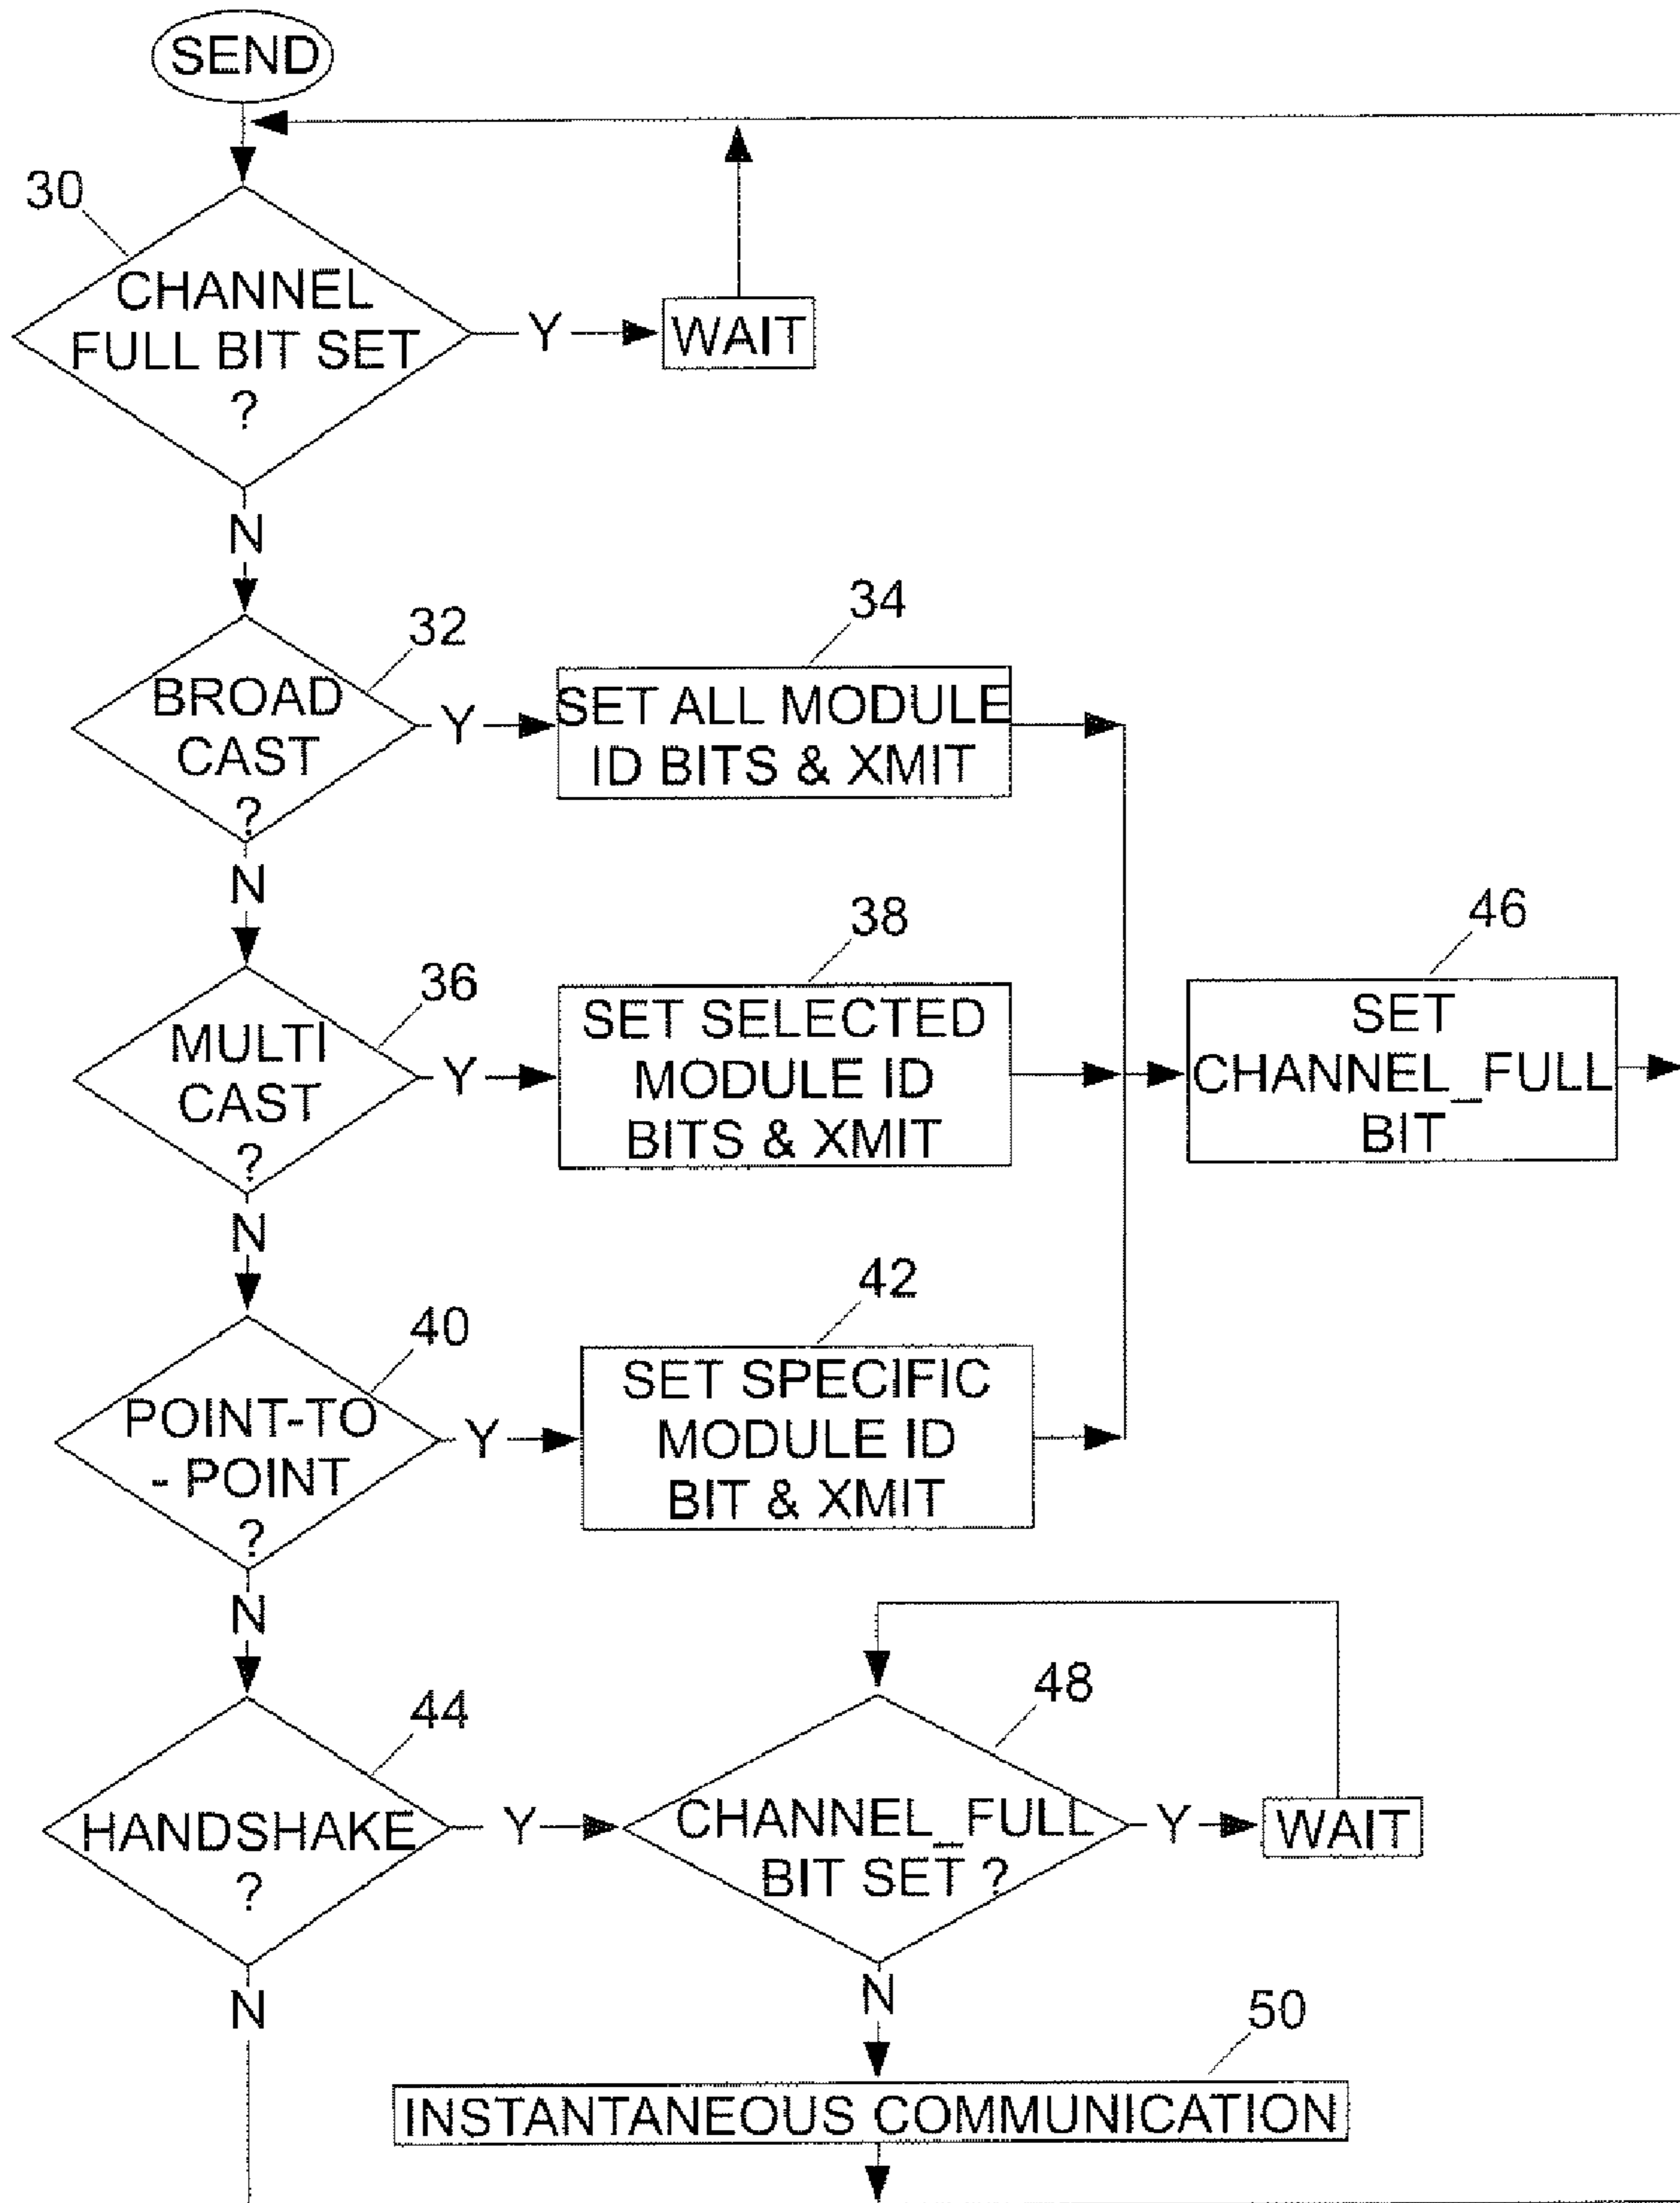 SEND
30
CHANNEL
FULL BIT SET
?
Y
WAIT
N
32
BROAD
CAST
?
Y
34
SET ALL MODULE
ID BITS & XMIT
N
36
MULTI
CAST
?
Y
38
SET SELECTED
MODULE ID
BITS & XMIT
46
SET
CHANNEL_FULL
BIT
N
40
POINT-TO
- POINT
?
Y
42
SET SPECIFIC
MODULE ID
BIT & XMIT
N
44
HANDSHAKE
?
Y
48
CHANNEL_FULL
BIT SET ?
Y
WAIT
N
N
50
INSTANTANEOUS COMMUNICATION